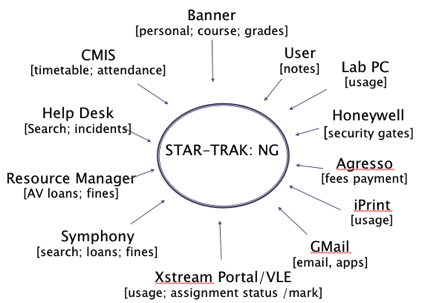 Banner
[personal; course; grades]
CMIS
[timetable; attendance]
User
[notes]
Lab PC
[usage]
Help Desk
[Search; incidents]
Honeywell
[security gates]
STAR-TRAK: NG
Resource Manager
[AV loans; fines]
Agresso
[fees payment]
iPrint
[usage]
Symphony
[search; loans; fines]
GMail
[email, apps]
Xstream Portal/VLE
[usage; assignment status /mark]